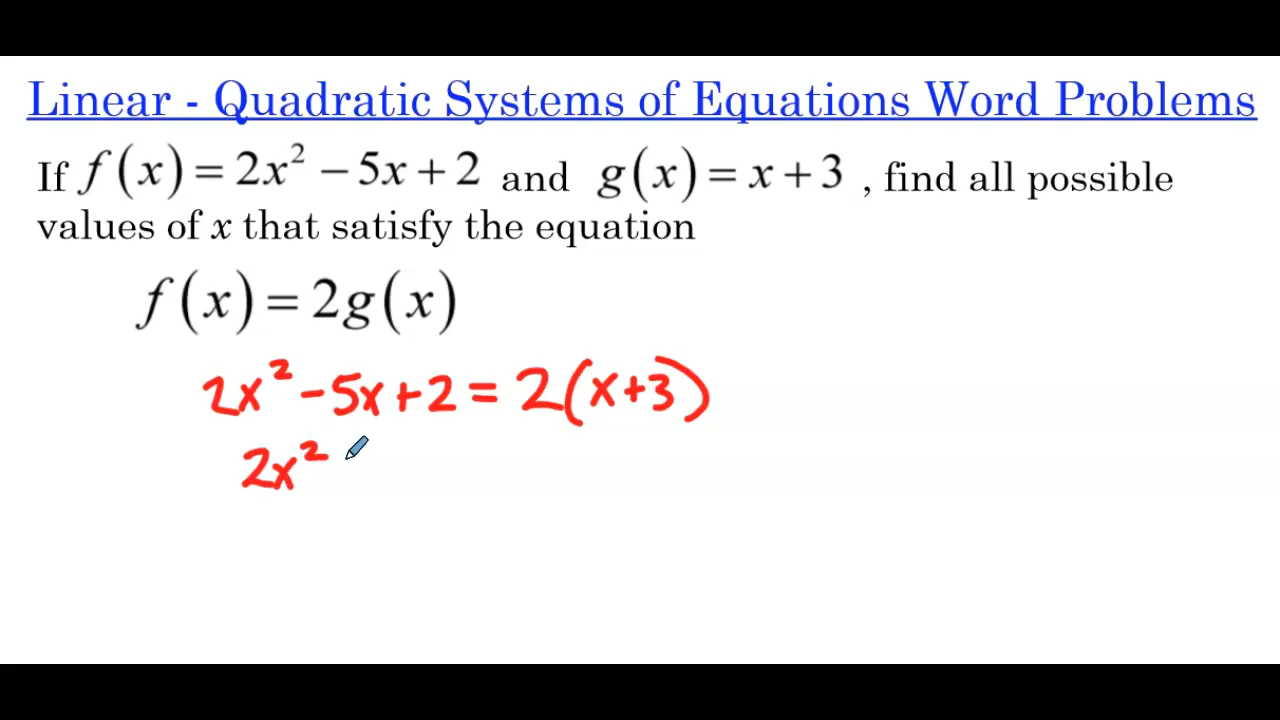 Linear - Quadratic Systems of Equations Word Problems
If f(x) = 2x² − 5x + 2 and g(x) = x + 3 , find all possible
values of x that satisfy the equation
f(x) = 2g(x)
2x² - 5x + 2 = 2(x+3)
2x²